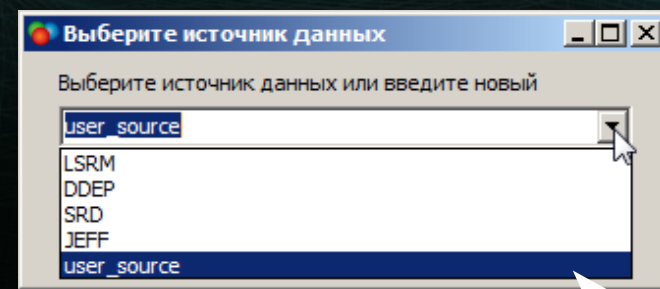 Выберите источник данных
Выберите источник данных или введите новый
user_source
LSRM
DDEP
SRD
JEFF
user_source